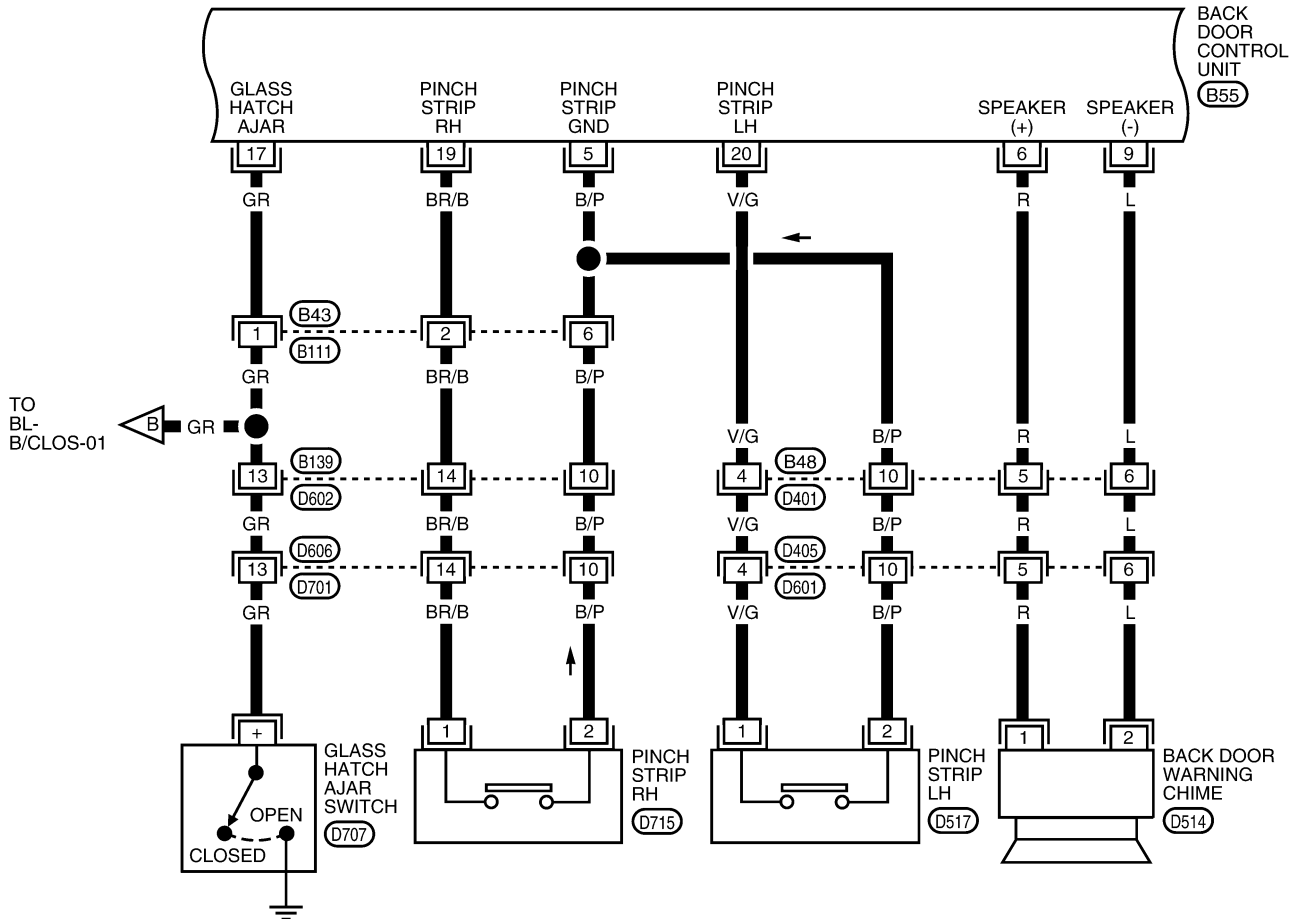 BACK
DOOR
CONTROL
UNIT
B55
GLASS
HATCH
AJAR
PINCH
STRIP
RH
PINCH
STRIP
GND
PINCH
STRIP
LH
SPEAKER
(+)
SPEAKER
(-)
17 19 5 20 6 9
GR BR/B B/P V/G R L
B43
1 2 6
B111
GR BR/B B/P
TO
BL-
B/CLOS-01
B GR
V/G B/P R L
B139 B48
13 14 10 4 10 5 6
D602 D401
GR BR/B B/P V/G B/P R L
D606 D405
13 14 10 4 10 5 6
D701 D601
GR BR/B B/P V/G B/P R L
+ 1 2 1 2 1 2
GLASS
HATCH
AJAR
SWITCH
D707
OPEN
CLOSED
PINCH
STRIP
RH
D715
PINCH
STRIP
LH
D517
BACK DOOR
WARNING
CHIME
D514